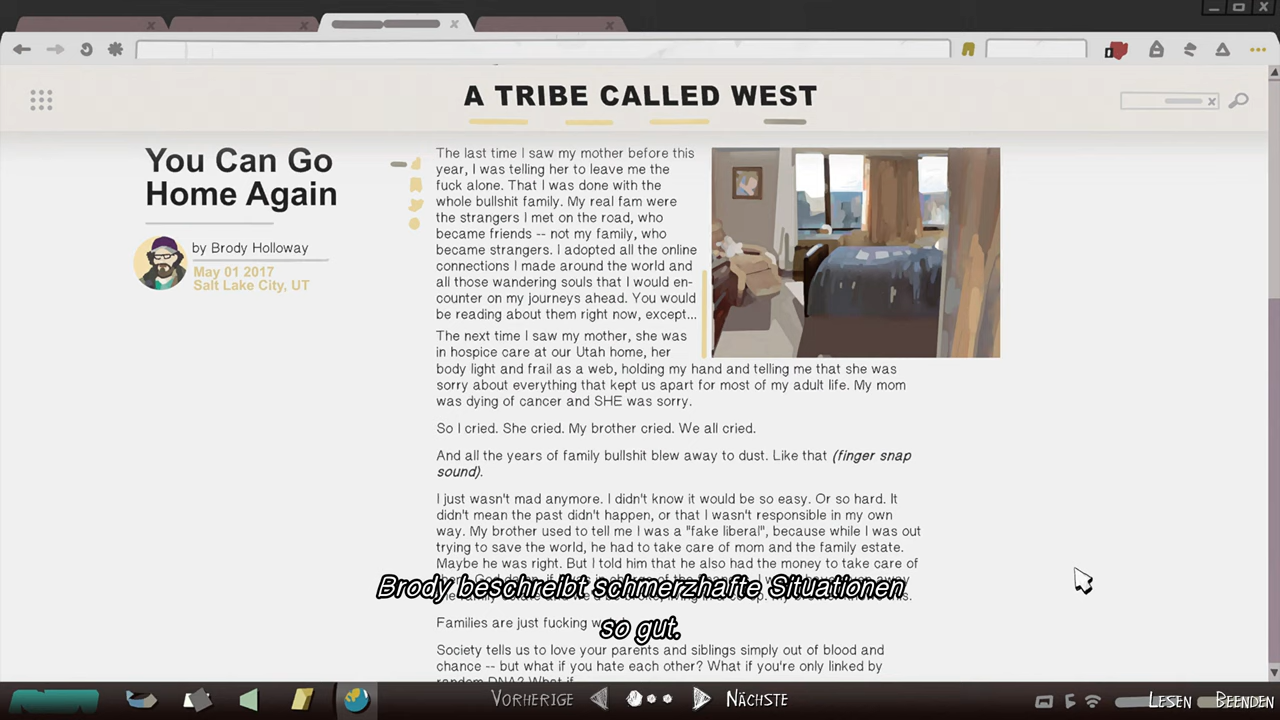 A TRIBE CALLED WEST
You Can Go
Home Again
by Brody Holloway
May 01 2017
Salt Lake City, UT
The last time I saw my mother before this
year, I was telling her to leave me the
fuck alone. That I was done with the
whole bullshit family. My real fam were
the strangers I met on the road, who
became friends -- not my family, who
became strangers. I adopted all the online
connections I made around the world and
all those wandering souls that I would en-
counter on my journeys ahead. You would
be reading about them right now, except...
The next time I saw my mother, she was
in hospice care at our Utah home, her
body light and frail as a web, holding my hand and telling me that she was
sorry about everything that kept us apart for most of my adult life. My mom
was dying of cancer and SHE was sorry.
So I cried. She cried. My brother cried. We all cried.
And all the years of family bullshit blew away to dust. Like that (finger snap
sound).
I just wasn't mad anymore. I didn't know it would be so easy. Or so hard. It
didn't mean the past didn't happen, or that I wasn't responsible in my own
way. My brother used to tell me I was a "fake liberal", because while I was out
trying to save the world, he had to take care of mom and the family estate.
Maybe he was right. But I told him that he also had the money to take care of
Brody beschreibt schmerzhafte Situationen
so gut.
Families are just fucking
Society tells us to love your parents and siblings simply out of blood and
chance -- but what if you hate each other? What if you're only linked by
random DNA? What if
VORHERIGE
NÄCHSTE
LESEN
BEENDEN